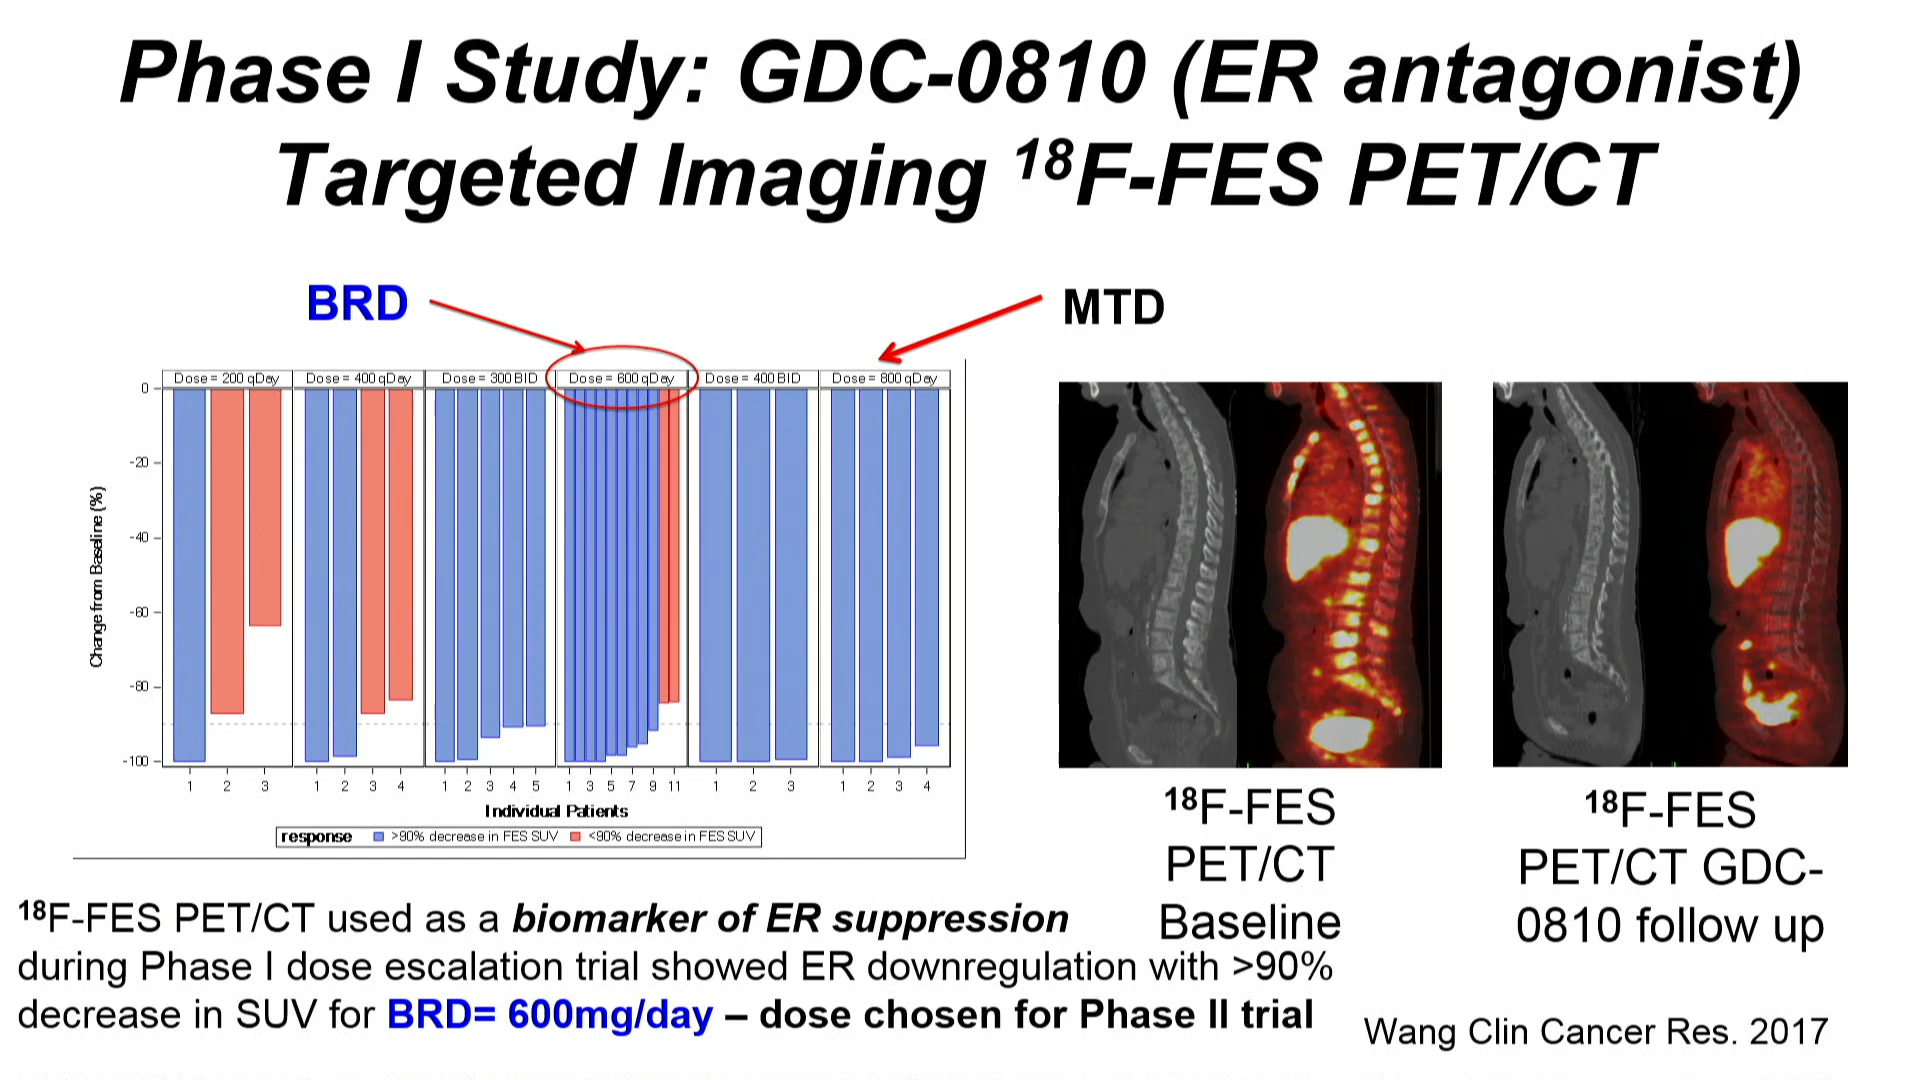 Phase I Study: GDC-0810 (ER antagonist)
Targeted Imaging ¹⁸F-FES PET/CT
BRD
MTD
Dose = 200 qDay
Dose = 400 qDay
Dose = 300 BID
Dose = 600 qDay
Dose = 400 BID
Dose = 800 qDay
Change from Baseline (%)
0
-20
-40
-60
-80
-100
1 2 3
1 2 3 4
1 2 3 4 5
1 3 5 7 9 11
1 2 3
1 2 3 4
Individual Patients
response >90% decrease in FES SUV <90% decrease in FES SUV
¹⁸F-FES
PET/CT
Baseline
¹⁸F-FES
PET/CT GDC-
0810 follow up
¹⁸F-FES PET/CT used as a biomarker of ER suppression
during Phase I dose escalation trial showed ER downregulation with >90%
decrease in SUV for BRD= 600mg/day – dose chosen for Phase II trial
Wang Clin Cancer Res. 2017